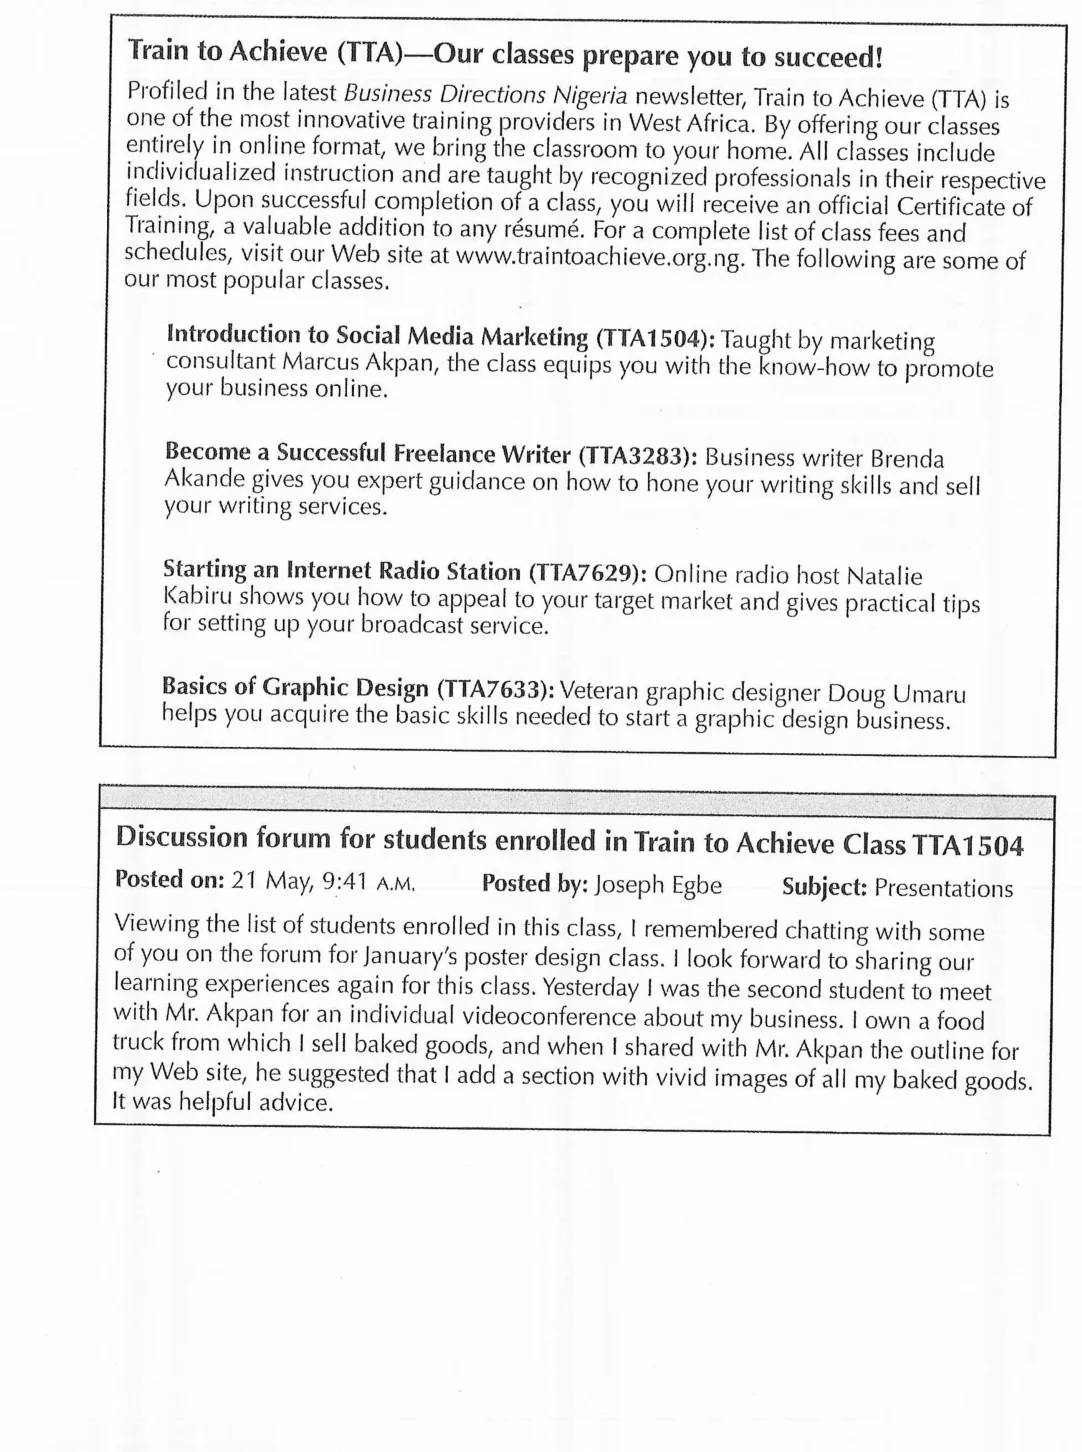 Train to Achieve (TTA)—Our classes prepare you to succeed!
Profiled in the latest Business Directions Nigeria newsletter, Train to Achieve (TTA) is
one of the most innovative training providers in West Africa. By offering our classes
entirely in online format, we bring the classroom to your home. All classes include
individualized instruction and are taught by recognized professionals in their respective
fields. Upon successful completion of a class, you will receive an official Certificate of
Training, a valuable addition to any résumé. For a complete list of class fees and
schedules, visit our Web site at www.traintoachieve.org.ng. The following are some of
our most popular classes.
Introduction to Social Media Marketing (TTA1504): Taught by marketing
consultant Marcus Akpan, the class equips you with the know-how to promote
your business online.
Become a Successful Freelance Writer (TTA3283): Business writer Brenda
Akande gives you expert guidance on how to hone your writing skills and sell
your writing services.
Starting an Internet Radio Station (TTA7629): Online radio host Natalie
Kabiru shows you how to appeal to your target market and gives practical tips
for setting up your broadcast service.
Basics of Graphic Design (TTA7633): Veteran graphic designer Doug Umaru
helps you acquire the basic skills needed to start a graphic design business.
Discussion forum for students enrolled in Train to Achieve Class TTA1504
Posted on: 21 May, 9:41 A.M. Posted by: Joseph Egbe Subject: Presentations
Viewing the list of students enrolled in this class, I remembered chatting with some
of you on the forum for January's poster design class. I look forward to sharing our
learning experiences again for this class. Yesterday I was the second student to meet
with Mr. Akpan for an individual videoconference about my business. I own a food
truck from which I sell baked goods, and when I shared with Mr. Akpan the outline for
my Web site, he suggested that I add a section with vivid images of all my baked goods.
It was helpful advice.